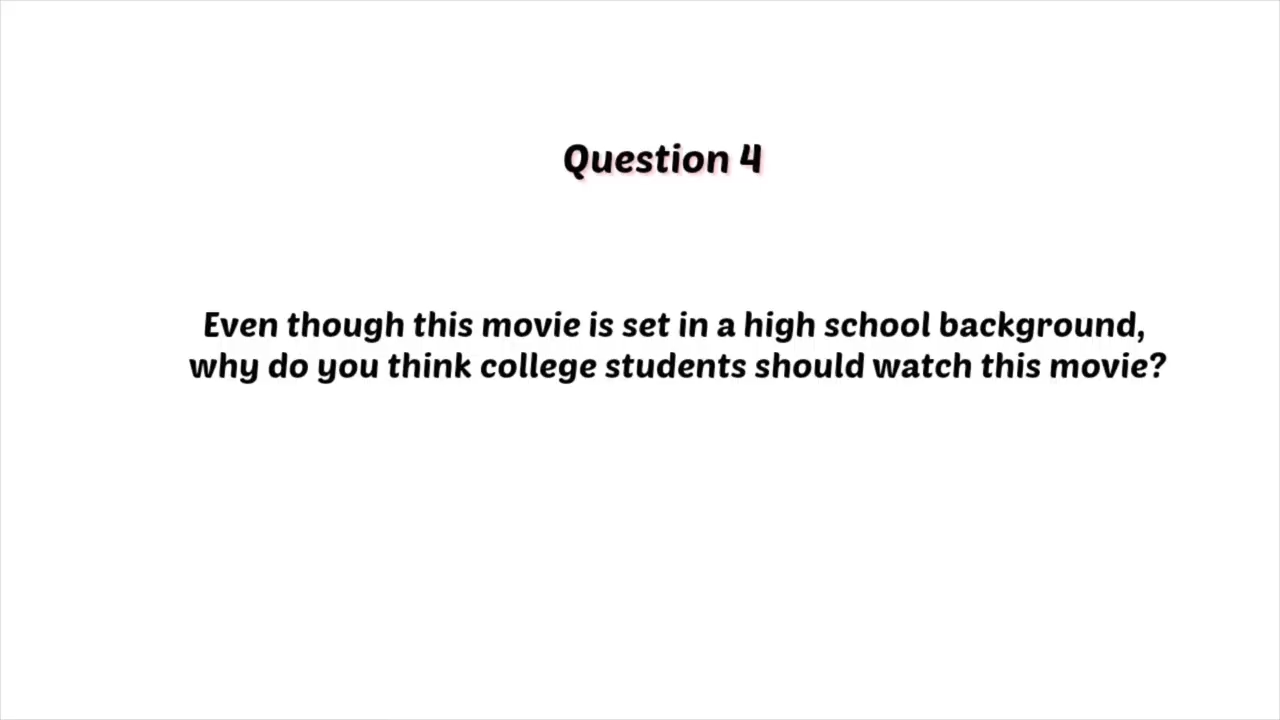 Question 4
Even though this movie is set in a high school background,
why do you think college students should watch this movie?